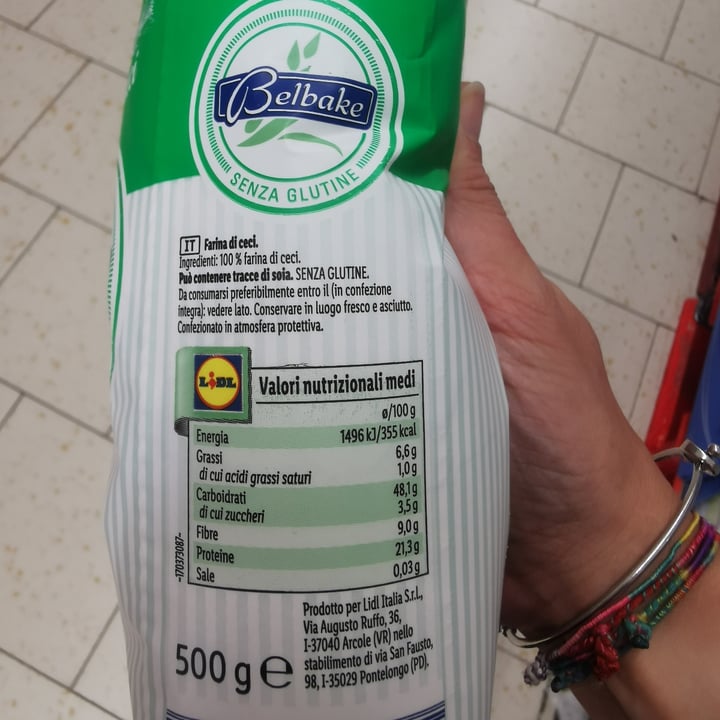 Belbake
SENZA GLUTINE
IT Farina di ceci.
Ingredienti: 100 % farina di ceci.
Può contenere tracce di soia. SENZA GLUTINE.
Da consumarsi preferibilmente entro il (in confezione
integra): vedere lato. Conservare in luogo fresco e asciutto.
Confezionato in atmosfera protettiva.
LIDL
Valori nutrizionali medi
ø/100 g
Energia 1496 kJ/355 kcal
Grassi 6,6 g
di cui acidi grassi saturi 1,0 g
Carboidrati 48,1 g
di cui zuccheri 3,5 g
Fibre 9,0 g
Proteine 21,3 g
Sale 0,03 g
-170373087-
Prodotto per Lidl Italia S.r.l.,
Via Augusto Ruffo, 36,
I-37040 Arcole (VR) nello
stabilimento di via San Fausto,
98, I-35029 Pontelongo (PD).
500 g e